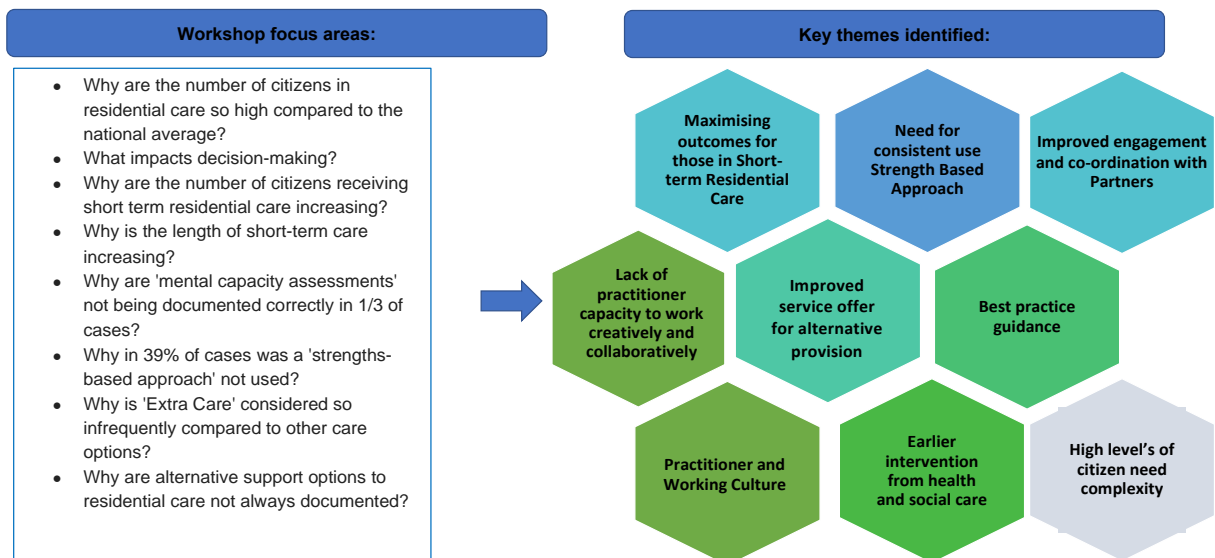 Workshop focus areas:
• Why are the number of citizens in
residential care so high compared to the
national average?
• What impacts decision-making?
• Why are the number of citizens receiving
short term residential care increasing?
• Why is the length of short-term care
increasing?
• Why are 'mental capacity assessments'
not being documented correctly in 1/3 of
cases?
• Why in 39% of cases was a 'strengths-
based approach' not used?
• Why is 'Extra Care' considered so
infrequently compared to other care
options?
• Why are alternative support options to
residential care not always documented?
Key themes identified:
Maximising
outcomes for
those in Short-
term Residential
Care
Need for
consistent use
Strength Based
Approach
Improved engagement
and co-ordination with
Partners
Lack of
practitioner
capacity to work
creatively and
collaboratively
Improved
service offer
for alternative
provision
Best practice
guidance
Practitioner and
Working Culture
Earlier
intervention
from health
and social care
High level's of
citizen need
complexity